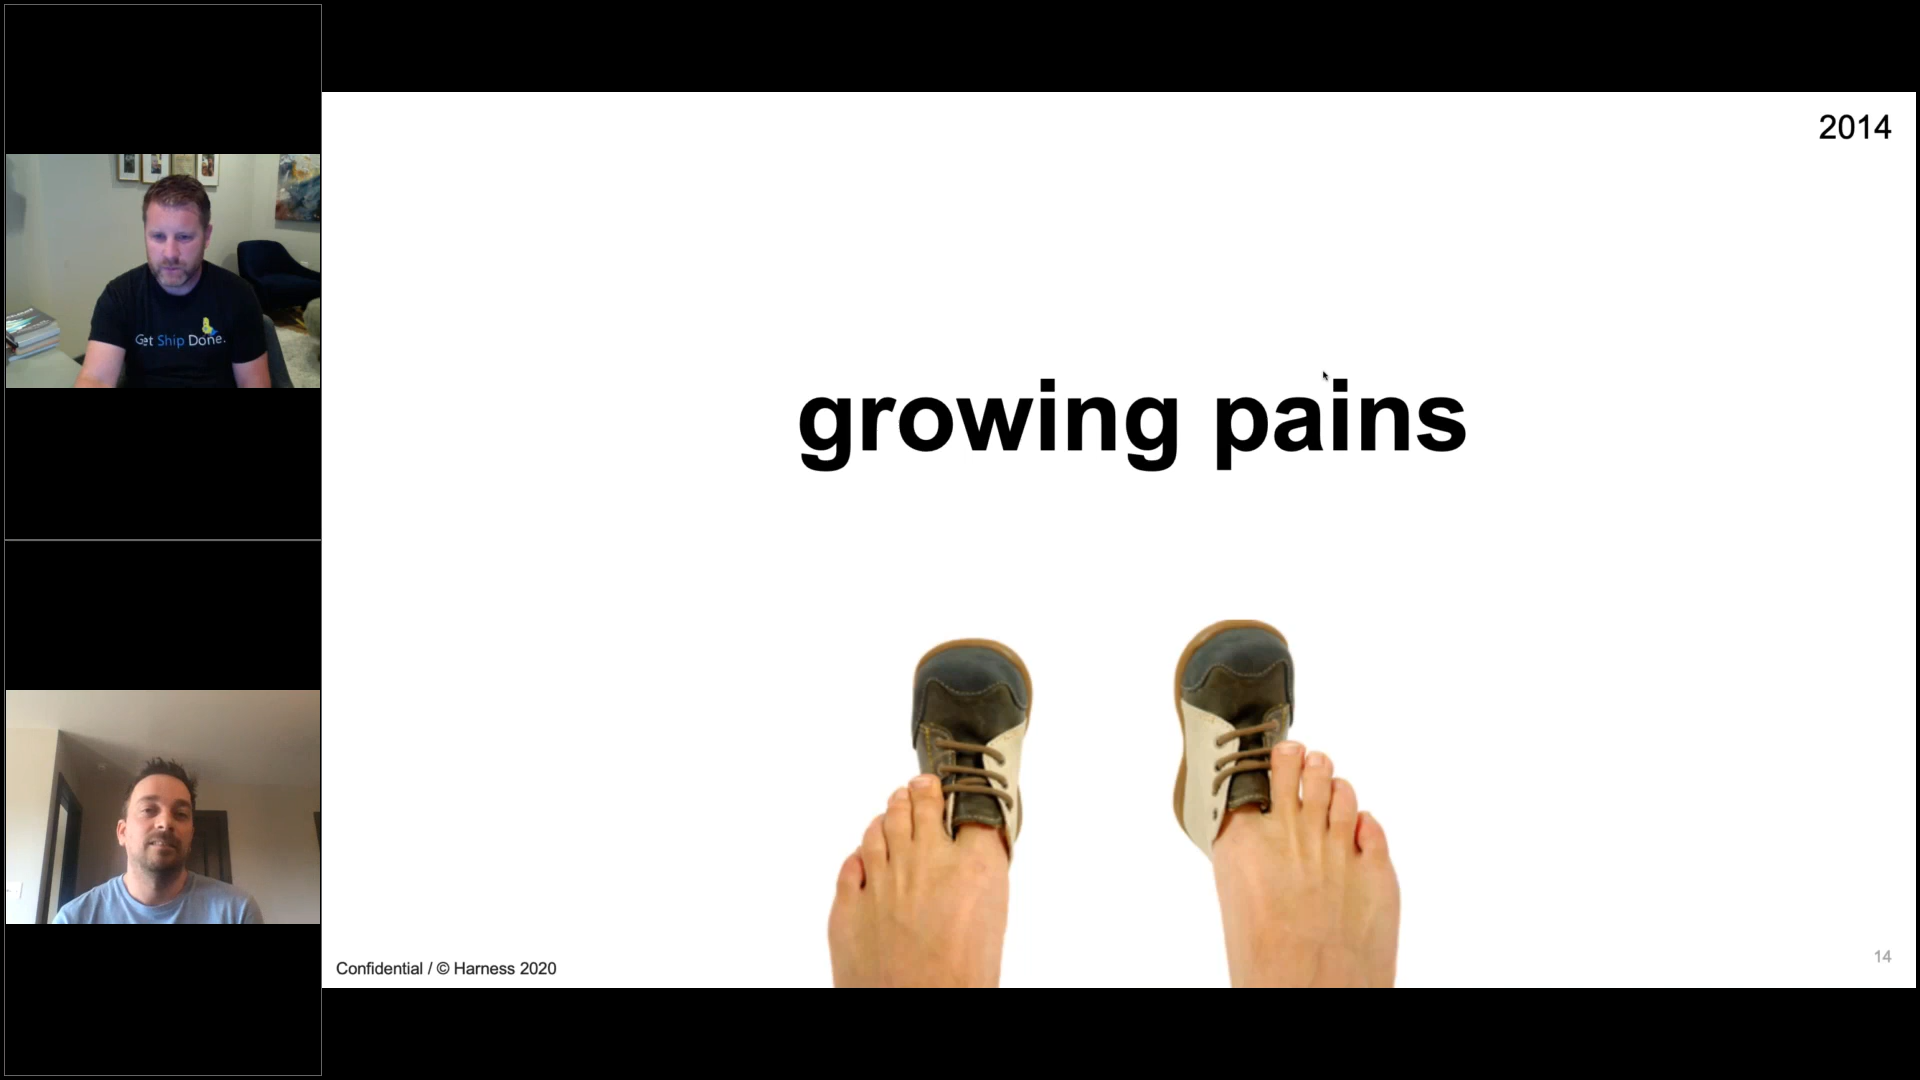 2014
Get Ship Done.
growing pains
Confidential / © Harness 2020
14